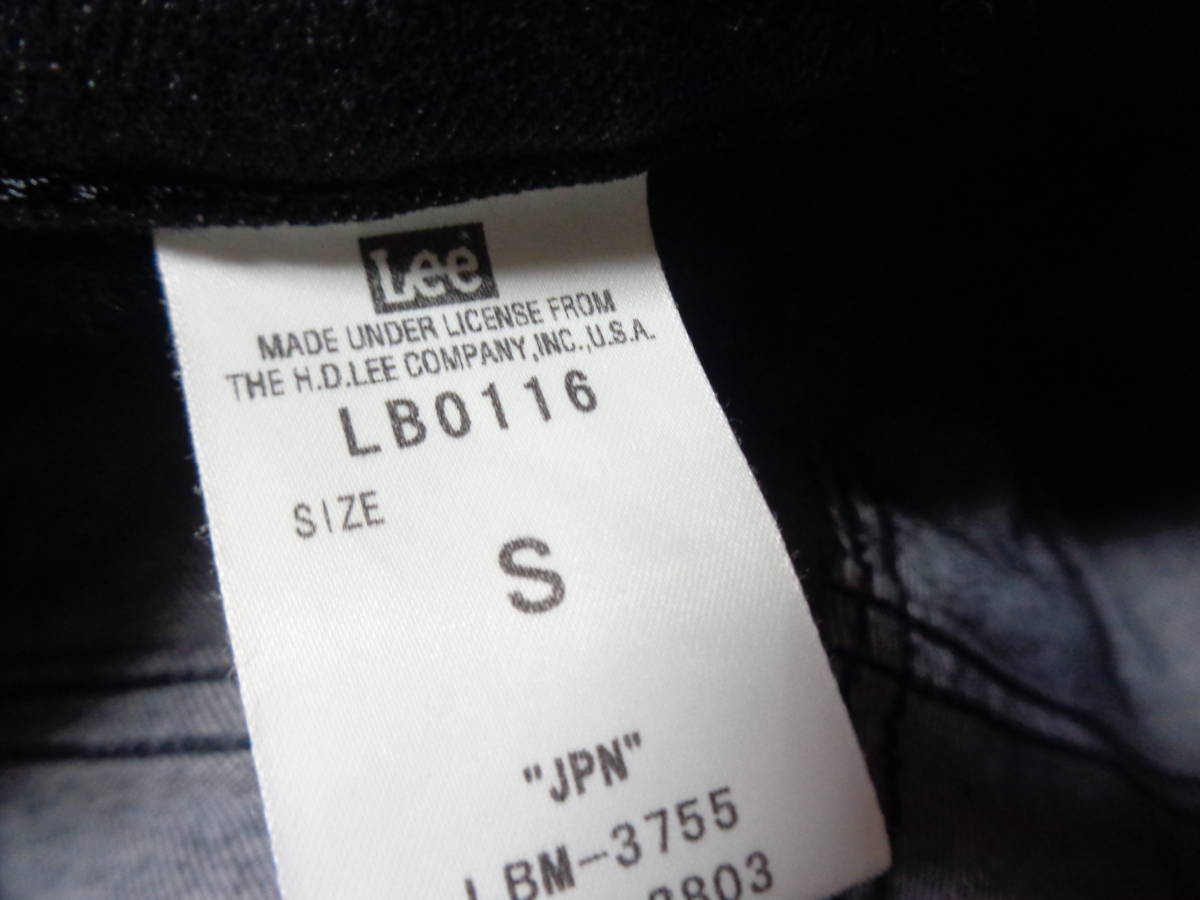 Lee
MADE UNDER LICENSE FROM
THE H.D.LEE COMPANY,INC.,U.S.A.
LB0116
SIZE
S
"JPN"
LBM-3755